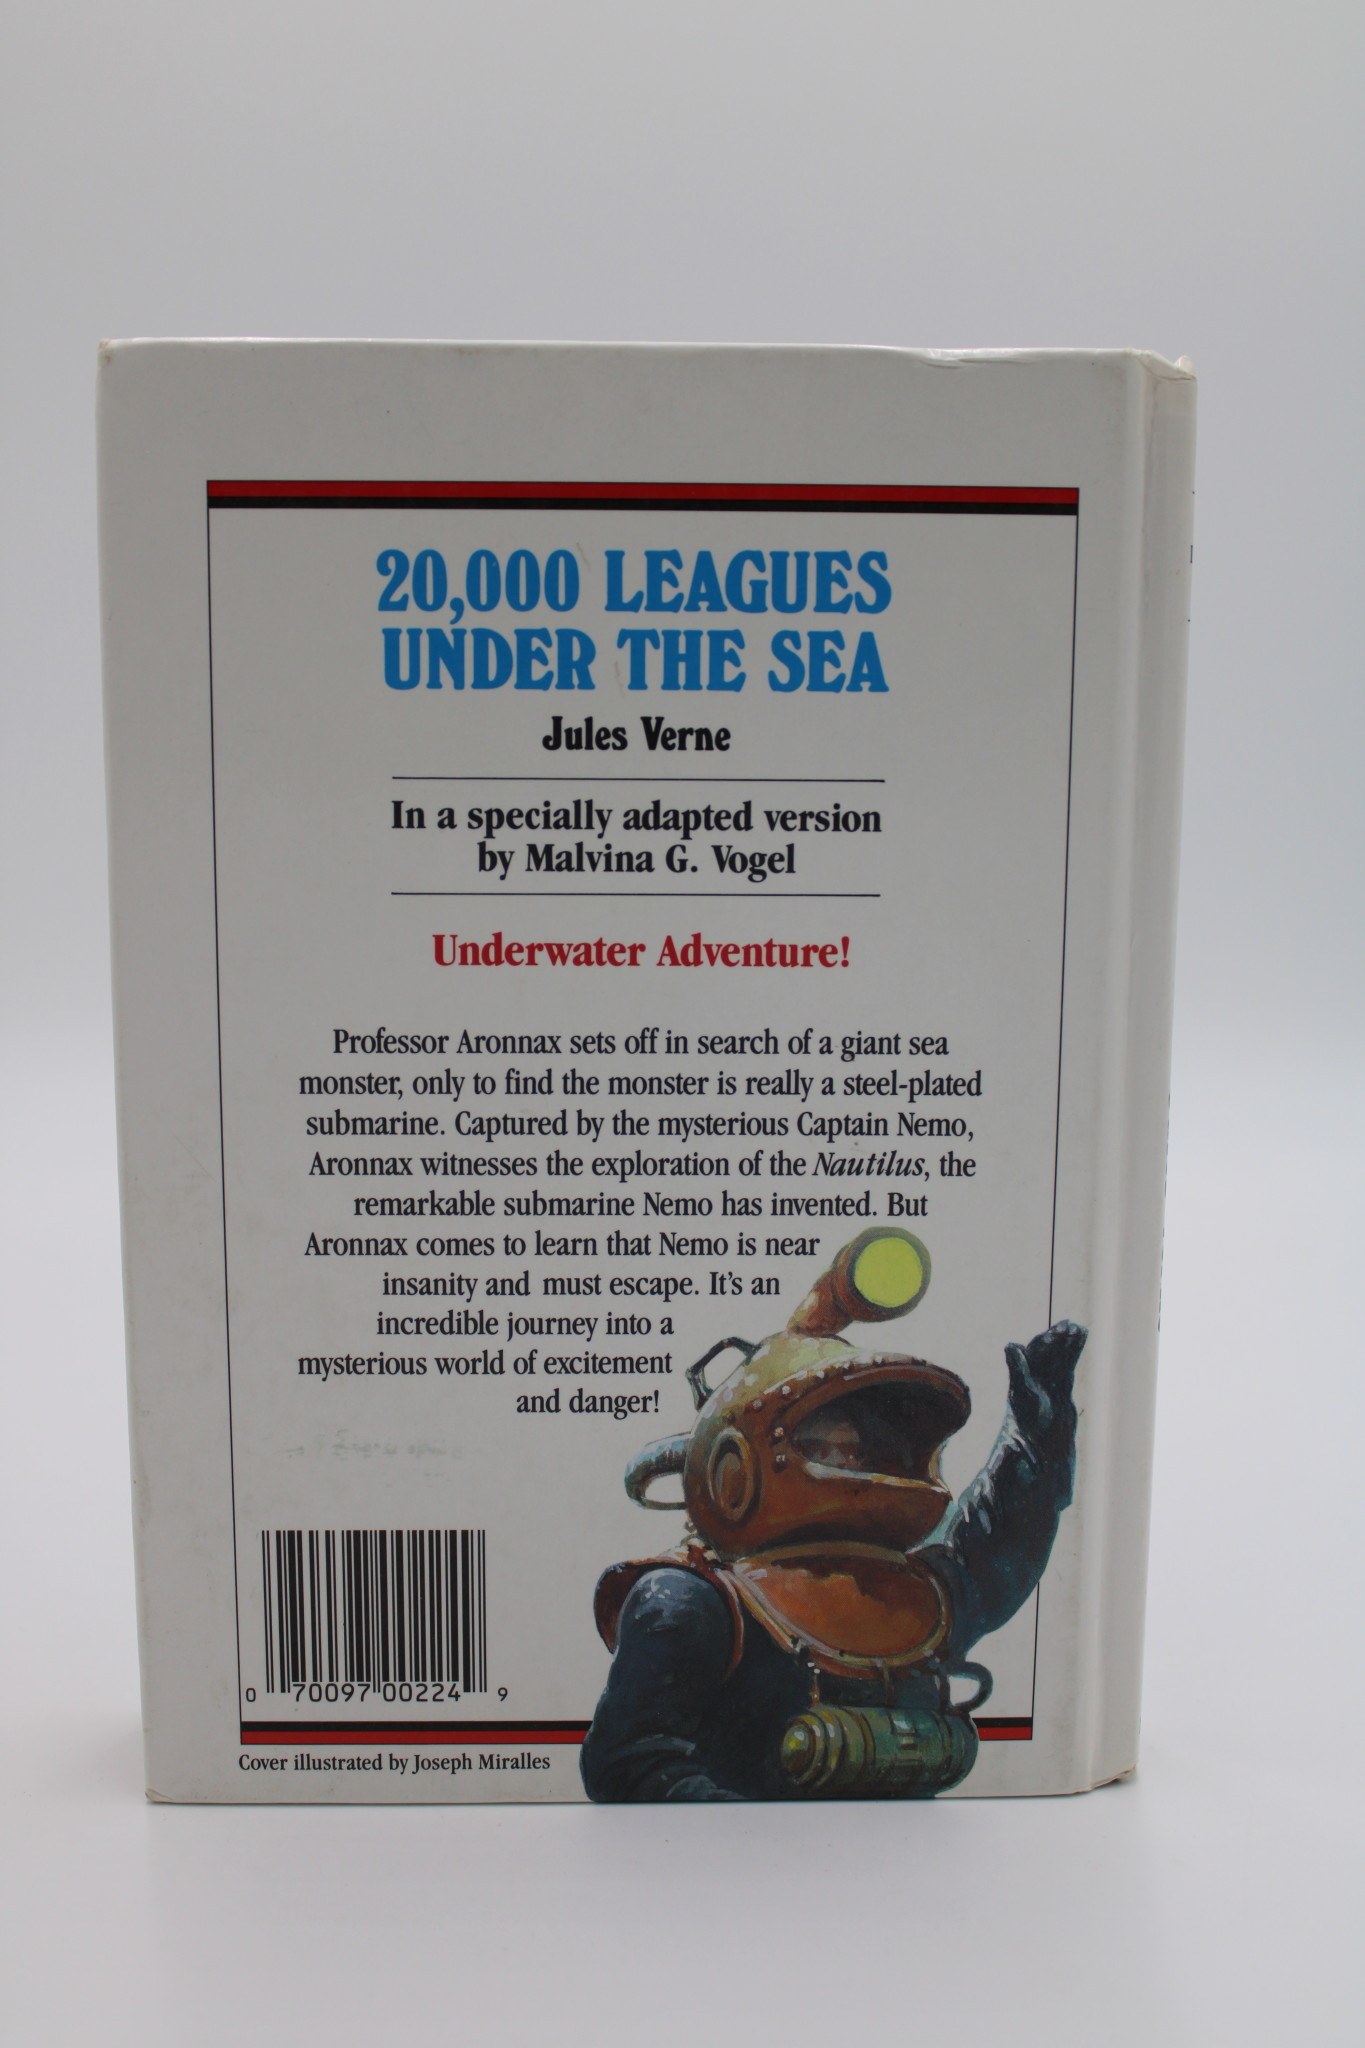 20,000 LEAGUES
UNDER THE SEA
Jules Verne
In a specially adapted version
by Malvina G. Vogel
Underwater Adventure!
Professor Aronnax sets off in search of a giant sea
monster, only to find the monster is really a steel-plated
submarine. Captured by the mysterious Captain Nemo,
Aronnax witnesses the exploration of the Nautilus, the
remarkable submarine Nemo has invented. But
Aronnax comes to learn that Nemo is near
insanity and must escape. It's an
incredible journey into a
mysterious world of excitement
and danger!
0 70097 00224 9
Cover illustrated by Joseph Miralles